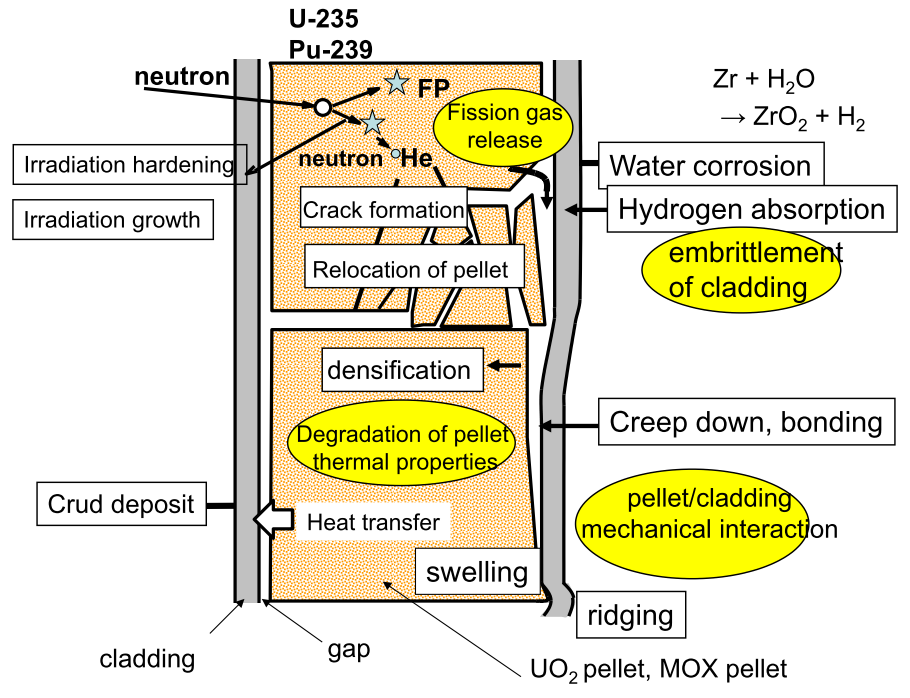 U-235
Pu-239
neutron
FP
Fission gas
release
Zr + H₂O
→ ZrO₂ + H₂
Irradiation hardening
neutron
He
Water corrosion
Irradiation growth
Crack formation
Hydrogen absorption
Relocation of pellet
embrittlement
of cladding
densification
Creep down, bonding
Degradation of pellet
thermal properties
Crud deposit
Heat transfer
pellet/cladding
mechanical interaction
swelling
ridging
cladding
gap
UO₂ pellet, MOX pellet